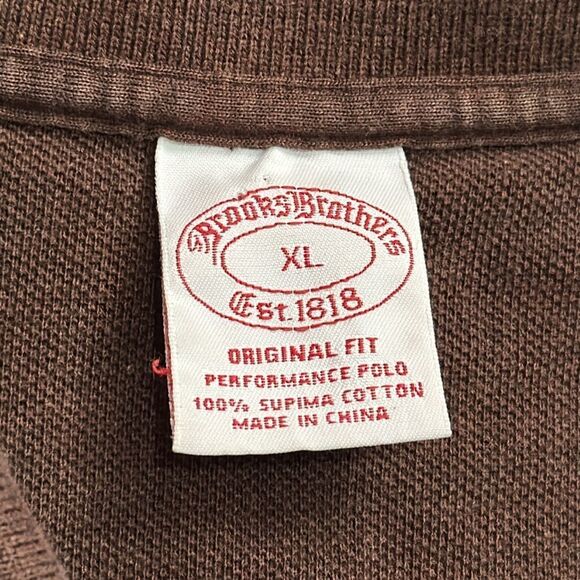 Brooks Brothers
XL
Est. 1818
ORIGINAL FIT
PERFORMANCE POLO
100% SUPIMA COTTON
MADE IN CHINA